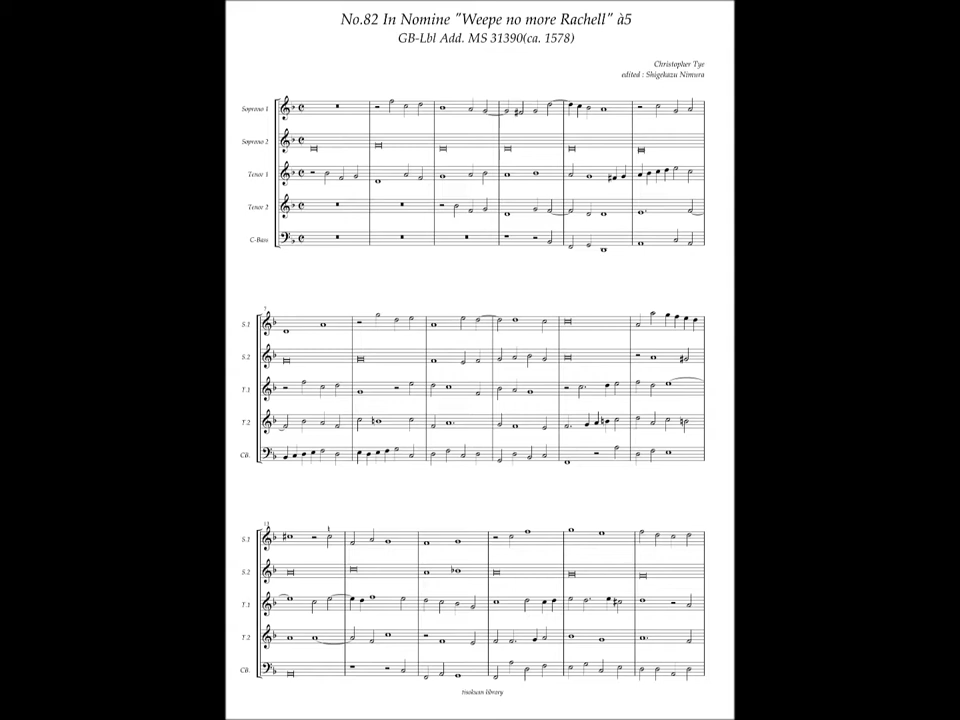 No.82 In Nomine "Weepe no more Rachell" à5
GB-Lbl Add. MS 31390(ca. 1578)
Christopher Tye
edited : Shigekazu Nimura
Soprano 1
Soprano 2
Tenor 1
Tenor 2
C-Bass
7
S.1
S.2
T.1
T.2
CB.
13
S.1
S.2
T.1
T.2
CB.
tsukuan library